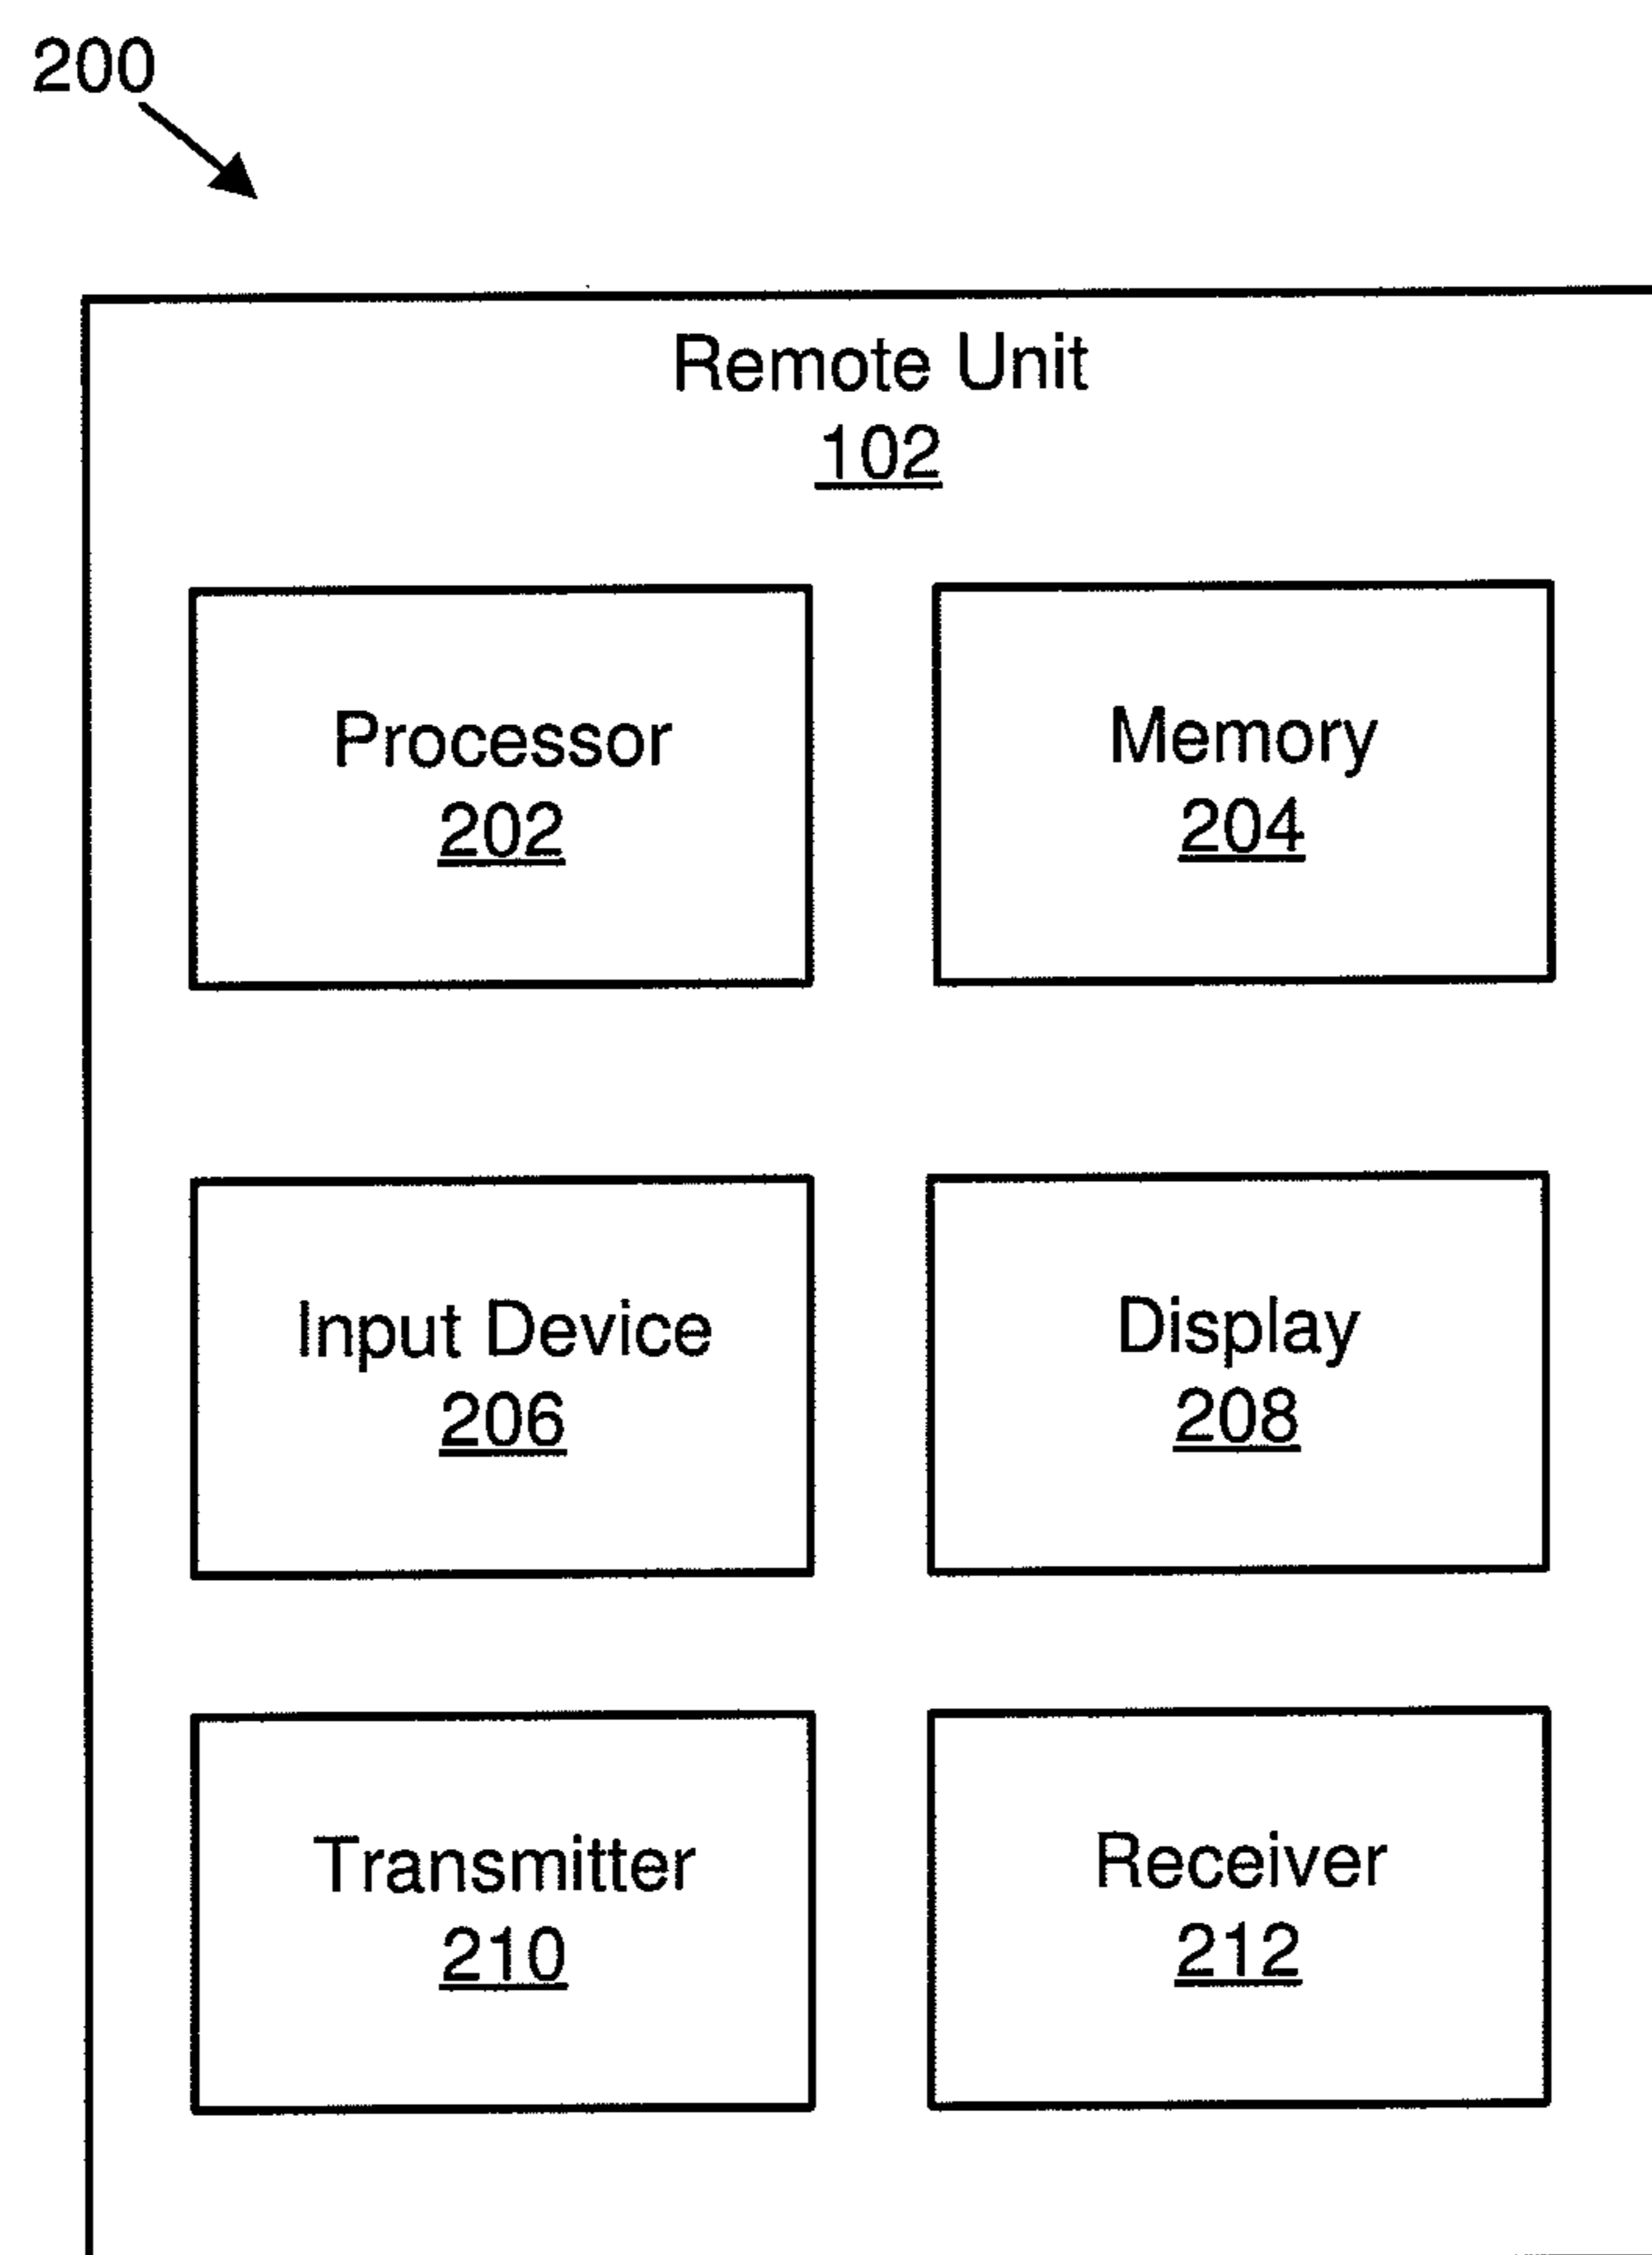 200
Remote Unit
102
Processor
202
Memory
204
Input Device
206
Display
208
Transmitter
210
Receiver
212